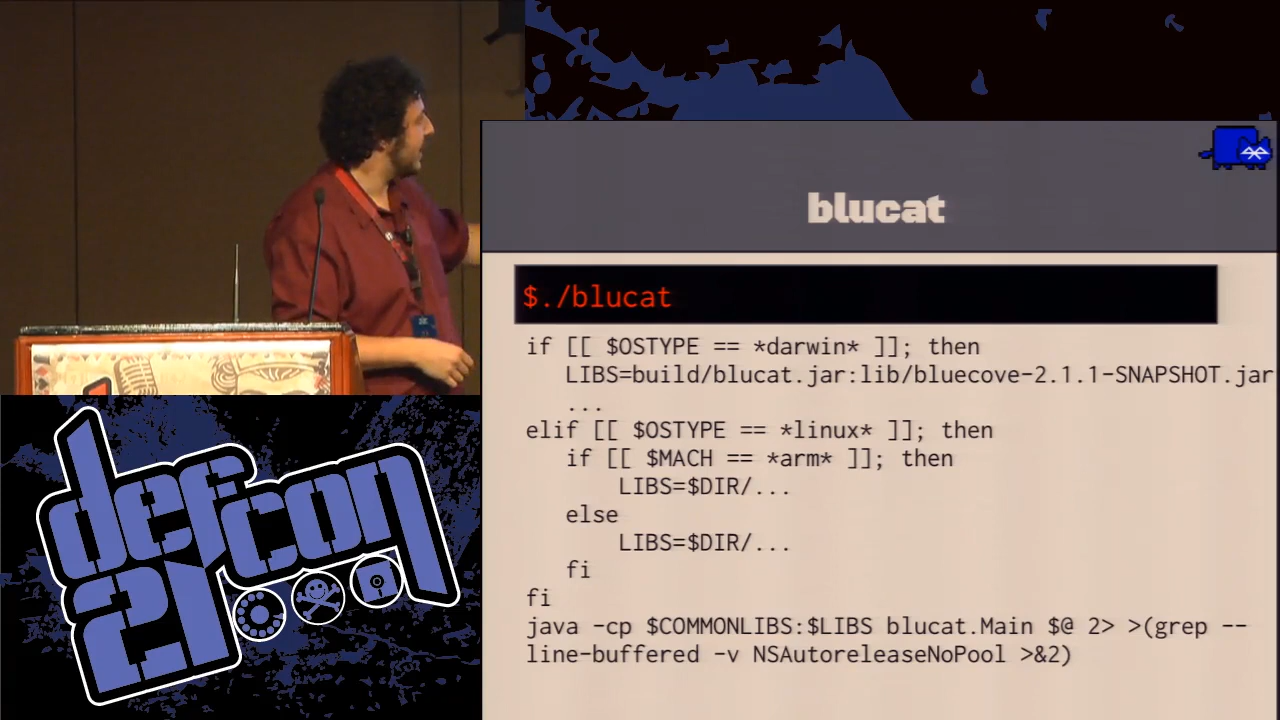 blucat
$./blucat
if [[ $OSTYPE == *darwin* ]]; then
LIBS=build/blucat.jar:lib/bluecove-2.1.1-SNAPSHOT.jar
...
elif [[ $OSTYPE == *linux* ]]; then
if [[ $MACH == *arm* ]]; then
LIBS=$DIR/...
else
LIBS=$DIR/...
fi
fi
java -cp $COMMONLIBS:$LIBS blucat.Main $@ 2> >(grep --
line-buffered -v NSAutoreleaseNoPool >&2)
defcon
21